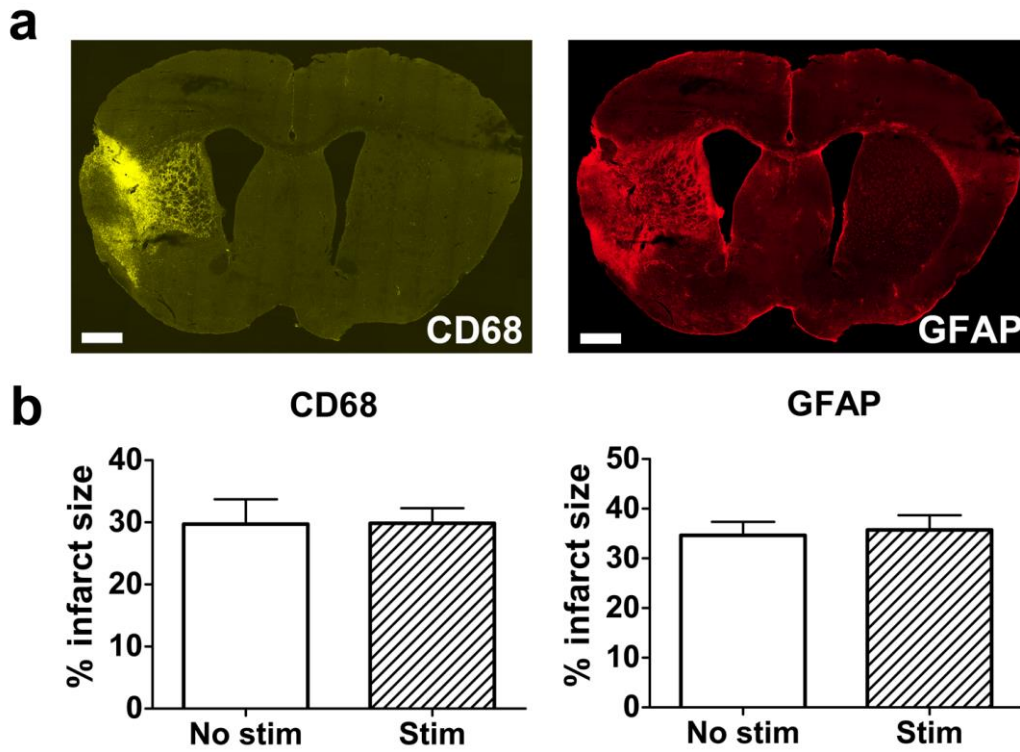 a
CD68
GFAP
b
CD68
% infarct size
40
30
20
10
0
No stim
Stim
GFAP
% infarct size
50
40
30
20
10
0
No stim
Stim